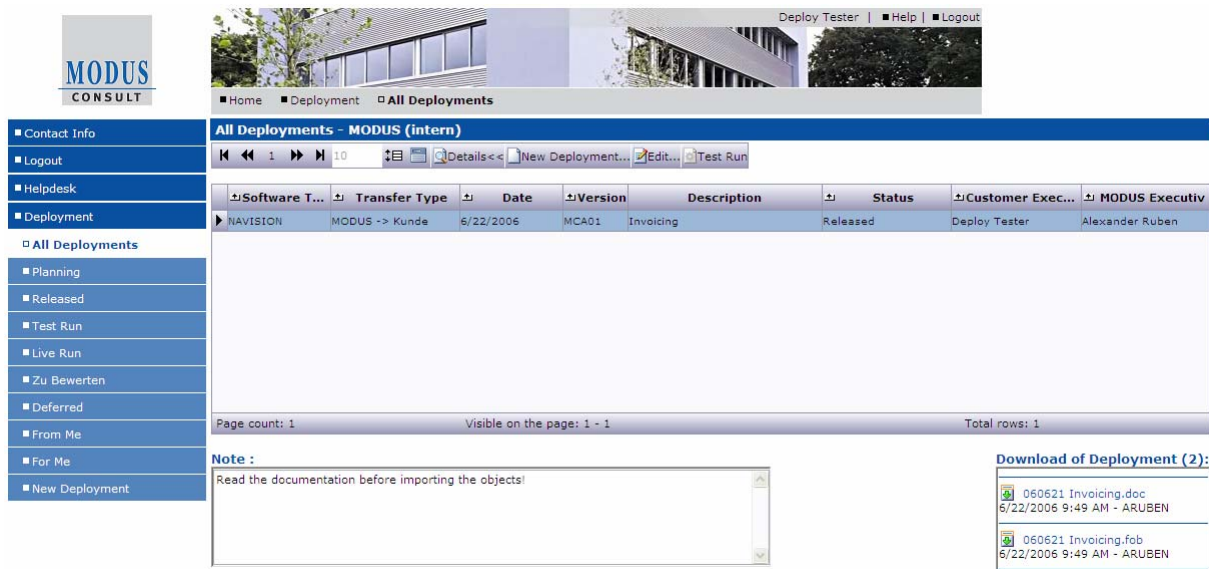 MODUS
CONSULT
Deploy Tester | Help | Logout
Home Deployment All Deployments
Contact Info
Logout
Helpdesk
Deployment
All Deployments
Planning
Released
Test Run
Live Run
Zu Bewerten
Deferred
From Me
For Me
New Deployment
All Deployments - MODUS (intern)
1 10 Details<< New Deployment... Edit... Test Run
Software T... Transfer Type Date Version Description Status Customer Exec... MODUS Executiv
NAVISION MODUS -> Kunde 6/22/2006 MCA01 Invoicing Released Deploy Tester Alexander Ruben
Page count: 1 Visible on the page: 1 - 1 Total rows: 1
Note :
Read the documentation before importing the objects!
Download of Deployment (2):
060621 Invoicing.doc
6/22/2006 9:49 AM - ARUBEN
060621 Invoicing.fob
6/22/2006 9:49 AM - ARUBEN